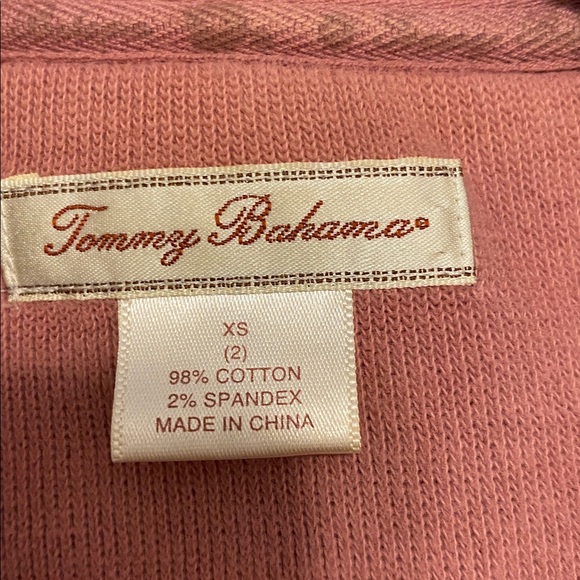 Tommy Bahama®
XS
(2)
98% COTTON
2% SPANDEX
MADE IN CHINA